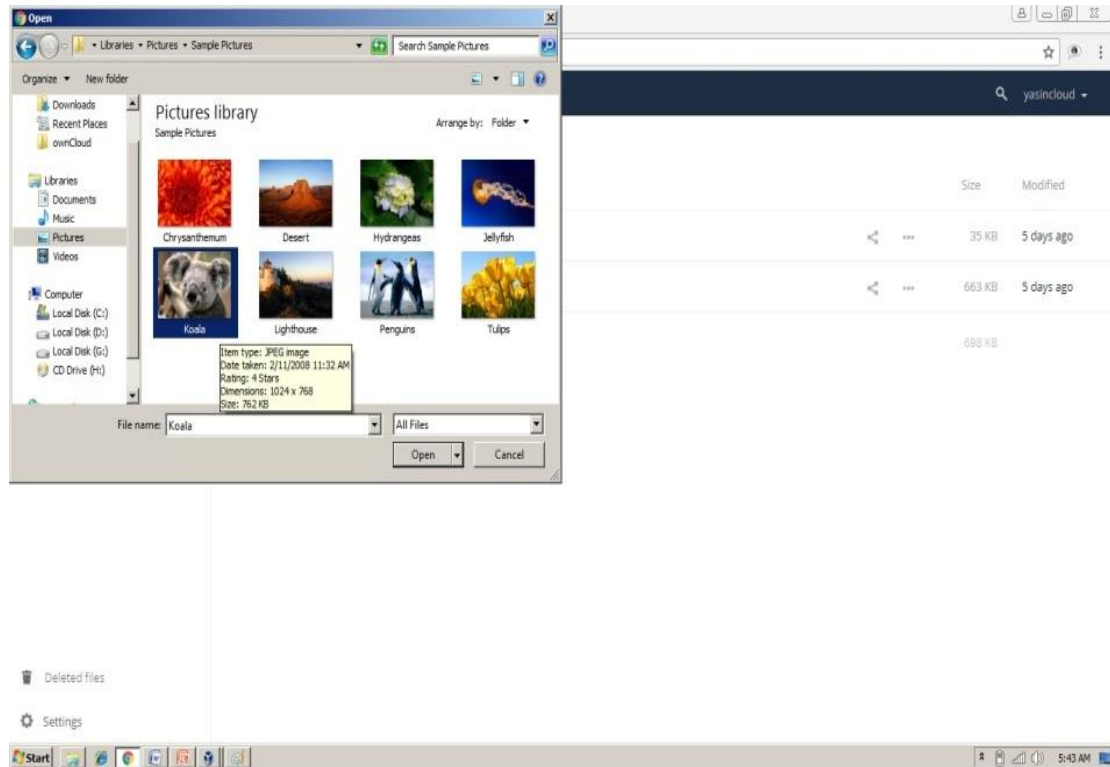 Open
Libraries Pictures Sample Pictures
Search Sample Pictures
Organize
New folder
Downloads
Recent Places
ownCloud
Libraries
Documents
Music
Pictures
Videos
Computer
Local Disk (C:)
Local Disk (D:)
Local Disk (G:)
CD Drive (H:)
Pictures library
Sample Pictures
Arrange by: Folder
Chrysanthemum
Desert
Hydrangeas
Jellyfish
Koala
Lighthouse
Penguins
Tulips
Item type: JPEG image
Date taken: 2/11/2008 11:32 AM
Rating: 4 Stars
Dimensions: 1024 x 768
Size: 762 KB
File name: Koala
All Files
Open
Cancel
yasincloud
Size
Modified
35 KB
5 days ago
663 KB
5 days ago
698 KB
Deleted files
Settings
Start
5:43 AM